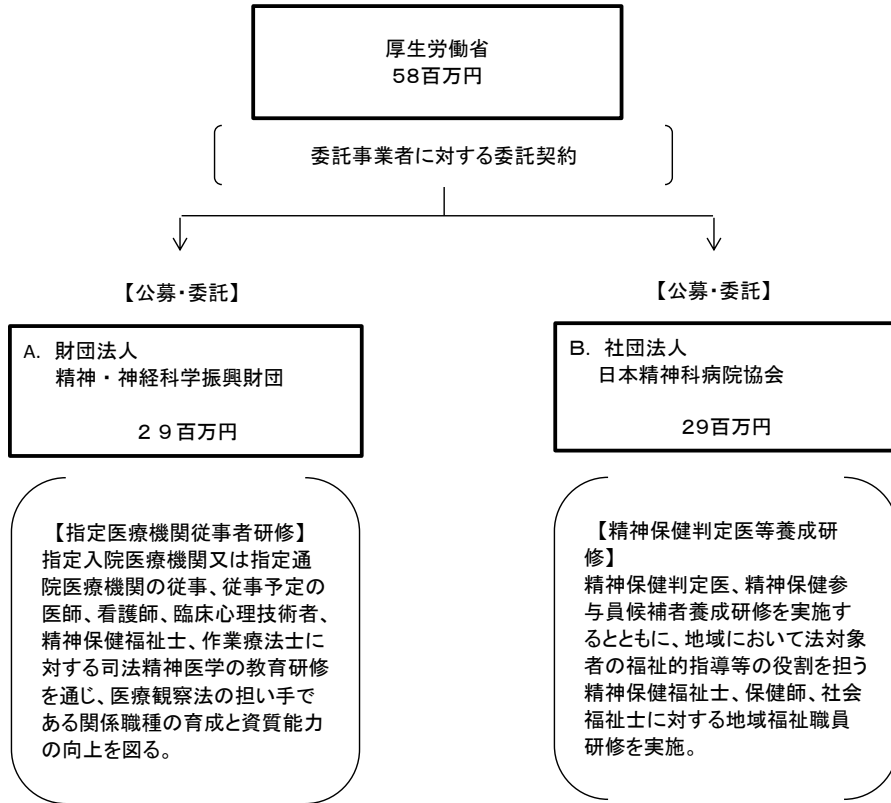 厚生労働省
58百万円
委託事業者に対する委託契約
【公募・委託】
A. 財団法人
精神・神経科学振興財団
２９百万円
【指定医療機関従事者研修】
指定入院医療機関又は指定通
院医療機関の従事、従事予定の
医師、看護師、臨床心理技術者、
精神保健福祉士、作業療法士に
対する司法精神医学の教育研修
を通じ、医療観察法の担い手で
ある関係職種の育成と資質能力
の向上を図る。
【公募・委託】
Ｂ. 社団法人
日本精神科病院協会
29百万円
【精神保健判定医等養成研
修】
精神保健判定医、精神保健参
与員候補者養成研修を実施す
るとともに、地域において法対象
者の福祉的指導等の役割を担う
精神保健福祉士、保健師、社会
福祉士に対する地域福祉職員
研修を実施。